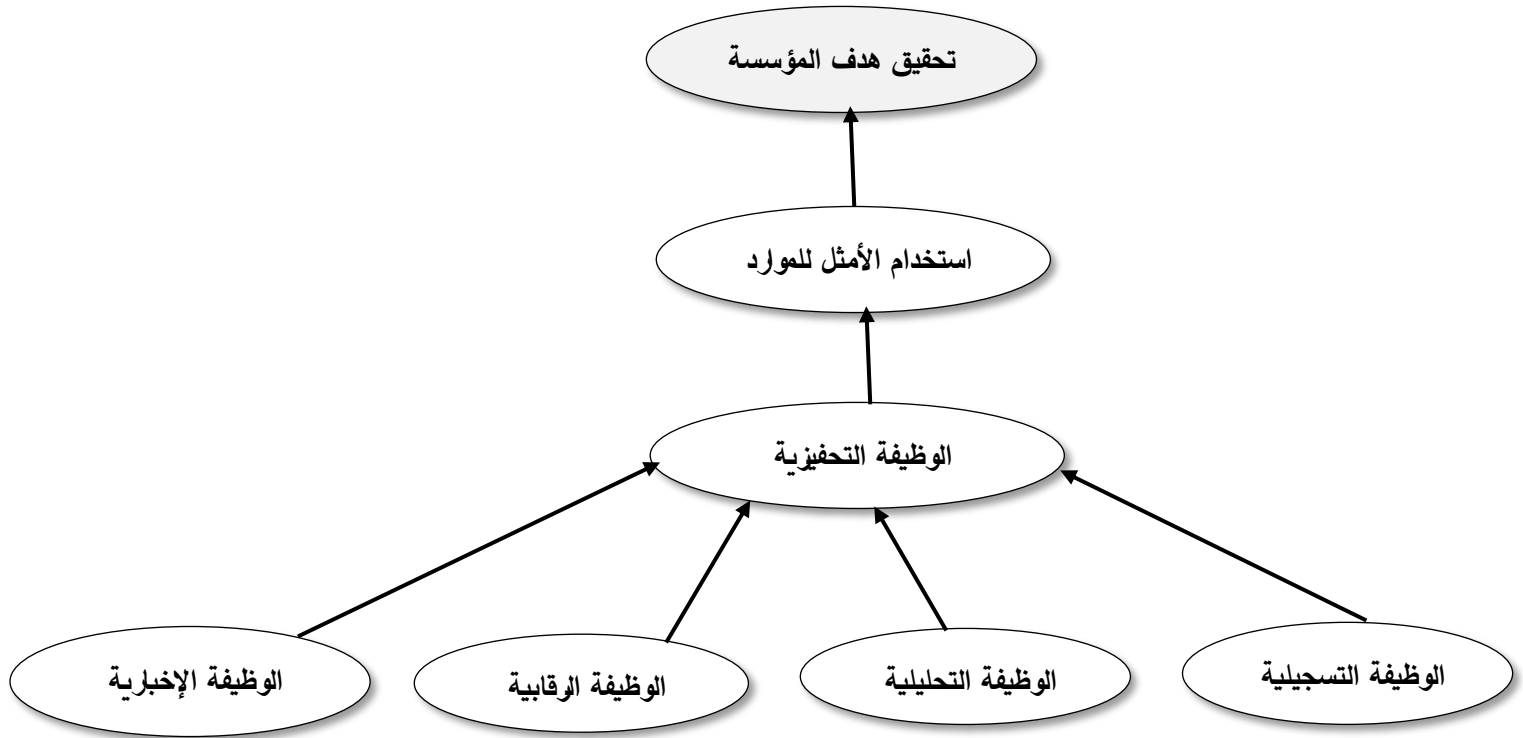 تحقيق هدف المؤسسة
استخدام الأمثل للموارد
الوظيفة التحفيزية
الوظيفة التسجيلية
الوظيفة التحليلية
الوظيفة الرقابية
الوظيفة الإخبارية